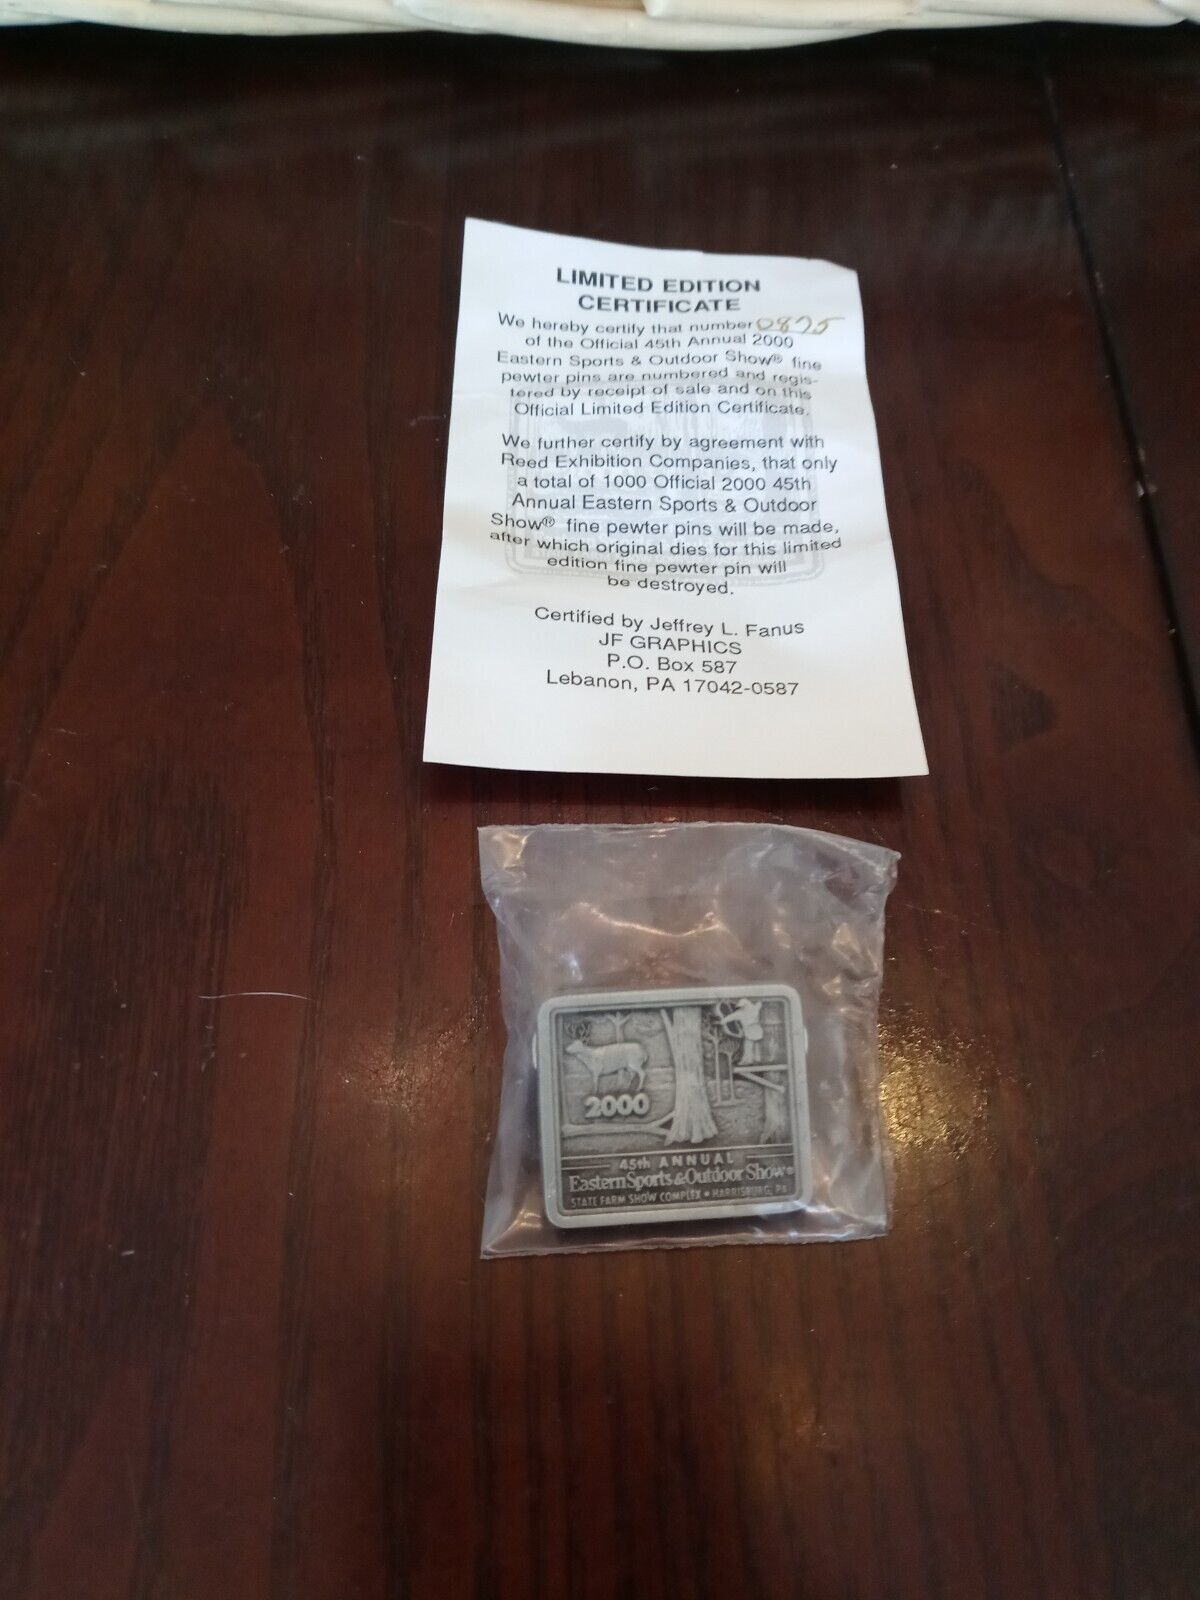 LIMITED EDITION
CERTIFICATE
We hereby certify that number 0875
of the Official 45th Annual 2000
Eastern Sports & Outdoor Show® fine
pewter pins are numbered and regis-
tered by receipt of sale and on this
Official Limited Edition Certificate.
We further certify by agreement with
Reed Exhibition Companies, that only
a total of 1000 Official 2000 45th
Annual Eastern Sports & Outdoor
Show® fine pewter pins will be made,
after which original dies for this limited
edition fine pewter pin will
be destroyed.
Certified by Jeffrey L. Fanus
JF GRAPHICS
P.O. Box 587
Lebanon, PA 17042-0587
2000
45th ANNUAL
Eastern Sports & Outdoor Show®
STATE FARM SHOW COMPLEX • HARRISBURG, PA